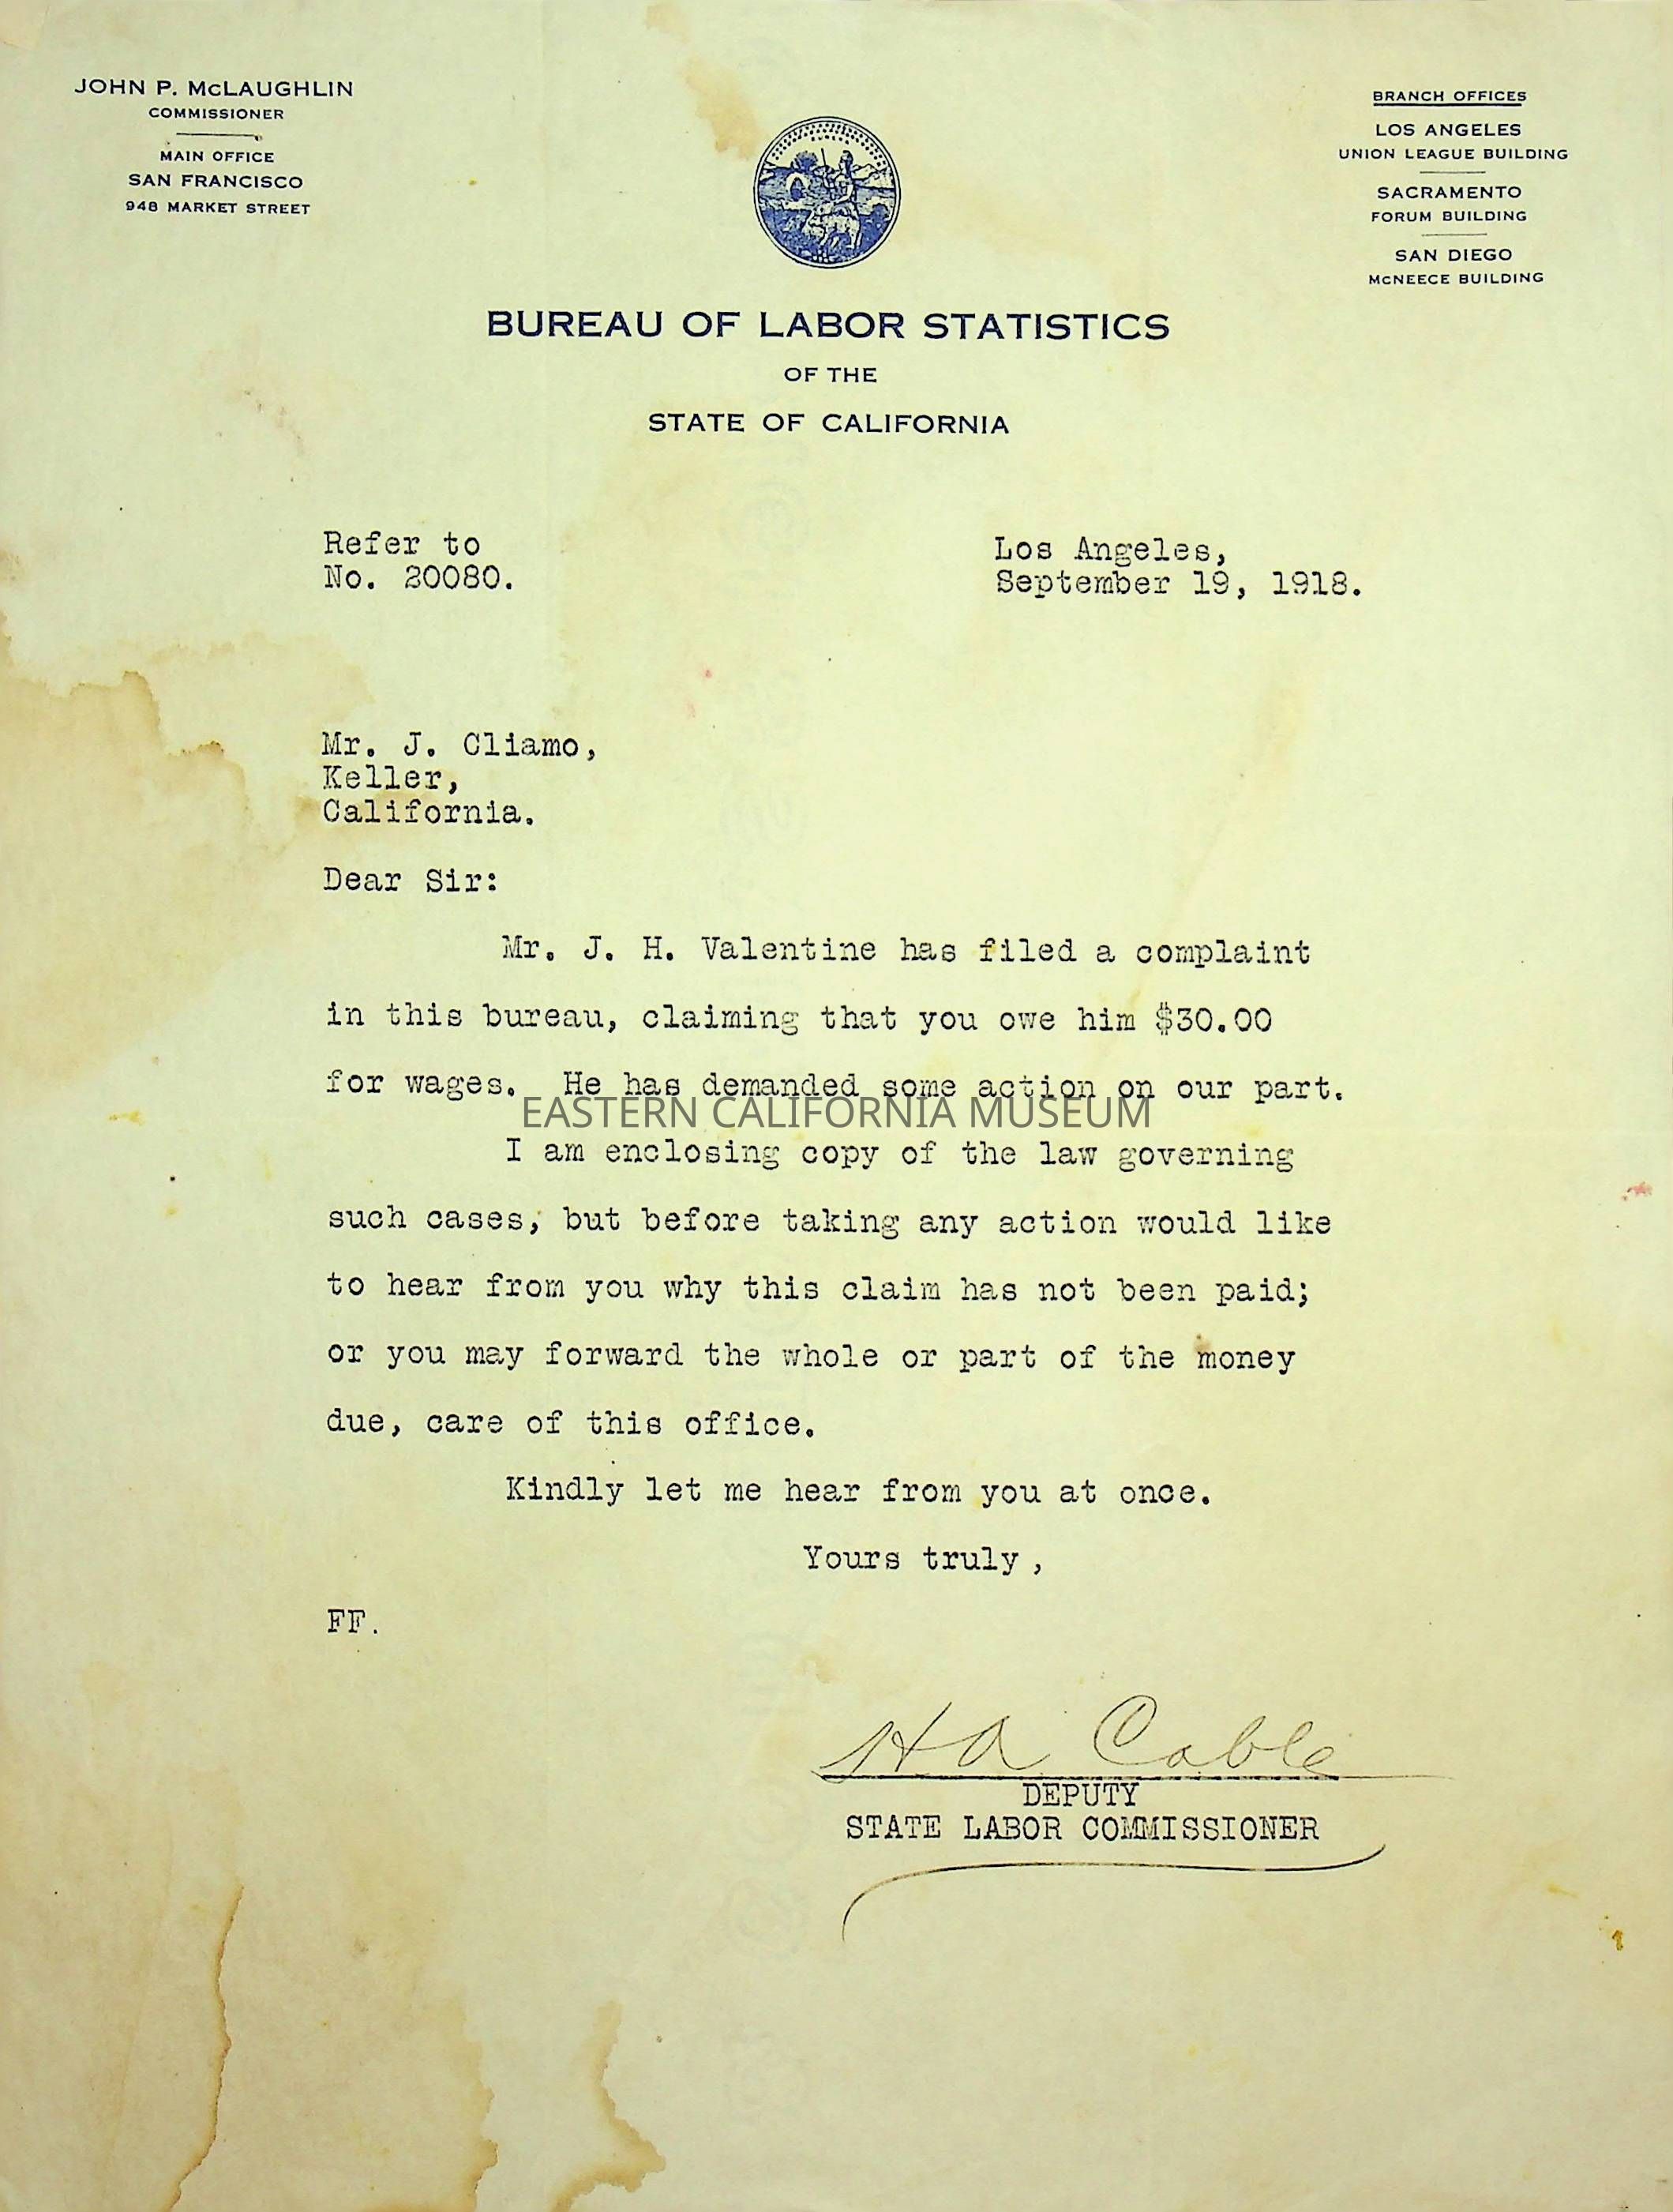 JOHN P. McLAUGHLIN
COMMISSIONER
MAIN OFFICE
SAN FRANCISCO
948 MARKET STREET
BRANCH OFFICES
LOS ANGELES
UNION LEAGUE BUILDING
SACRAMENTO
FORUM BUILDING
SAN DIEGO
McNEECE BUILDING
BUREAU OF LABOR STATISTICS
OF THE
STATE OF CALIFORNIA
Refer to
No. 20080.
Los Angeles,
September 19, 1918.
Mr. J. Cliamo,
Keller,
California.
Dear Sir:
Mr. J. H. Valentine has filed a complaint
in this bureau, claiming that you owe him $30.00
for wages. He has demanded some action on our part.
EASTERN CALIFORNIA MUSEUM
I am enclosing copy of the law governing
such cases, but before taking any action would like
to hear from you why this claim has not been paid;
or you may forward the whole or part of the money
due, care of this office.
Kindly let me hear from you at once.
Yours truly,
FF.
H A Cable
DEPUTY
STATE LABOR COMMISSIONER